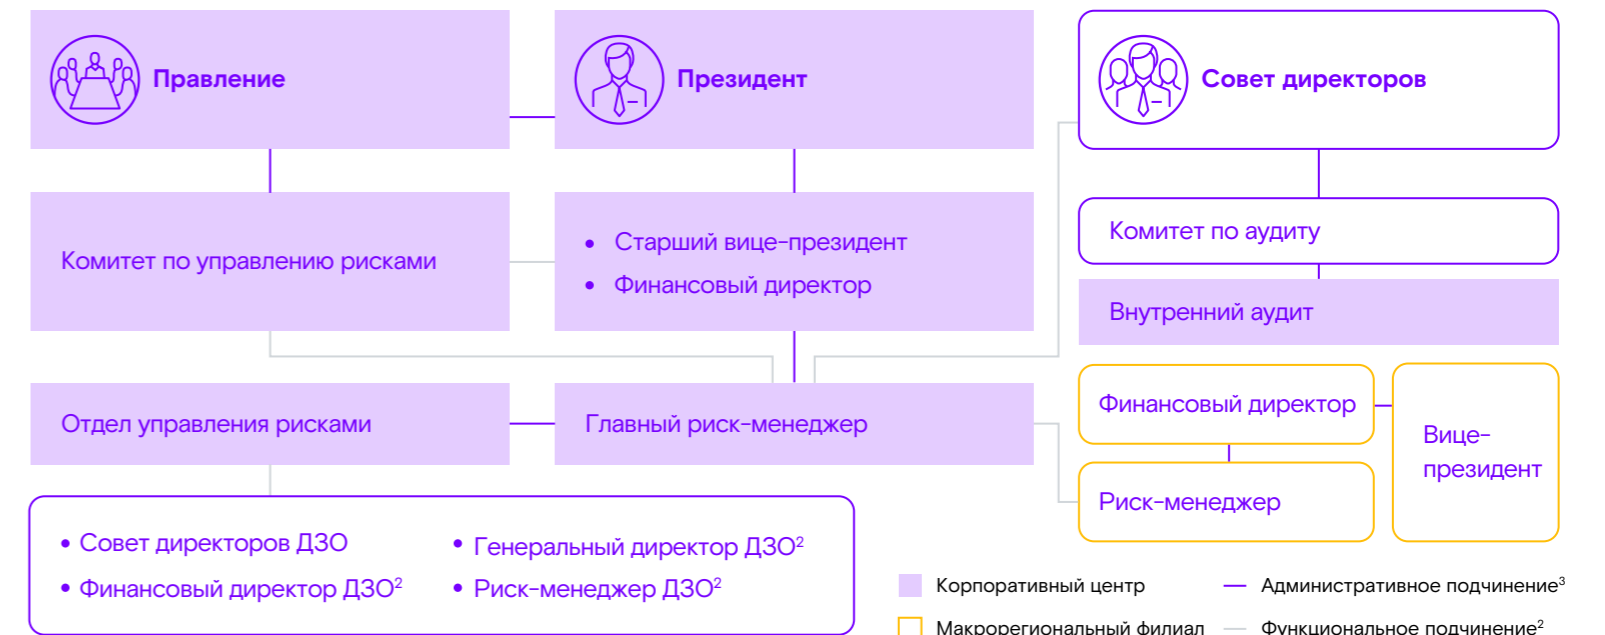 Правление
Президент
Совет директоров
Комитет по управлению рисками
• Старший вице-президент
• Финансовый директор
Комитет по аудиту
Внутренний аудит
Отдел управления рисками
Главный риск-менеджер
Финансовый директор
Риск-менеджер
Вице-
президент
• Совет директоров ДЗО
• Финансовый директор ДЗО²
• Генеральный директор ДЗО²
• Риск-менеджер ДЗО²
Корпоративный центр
Макрорегиональный филиал
Административное подчинение³
Функциональное подчинение²